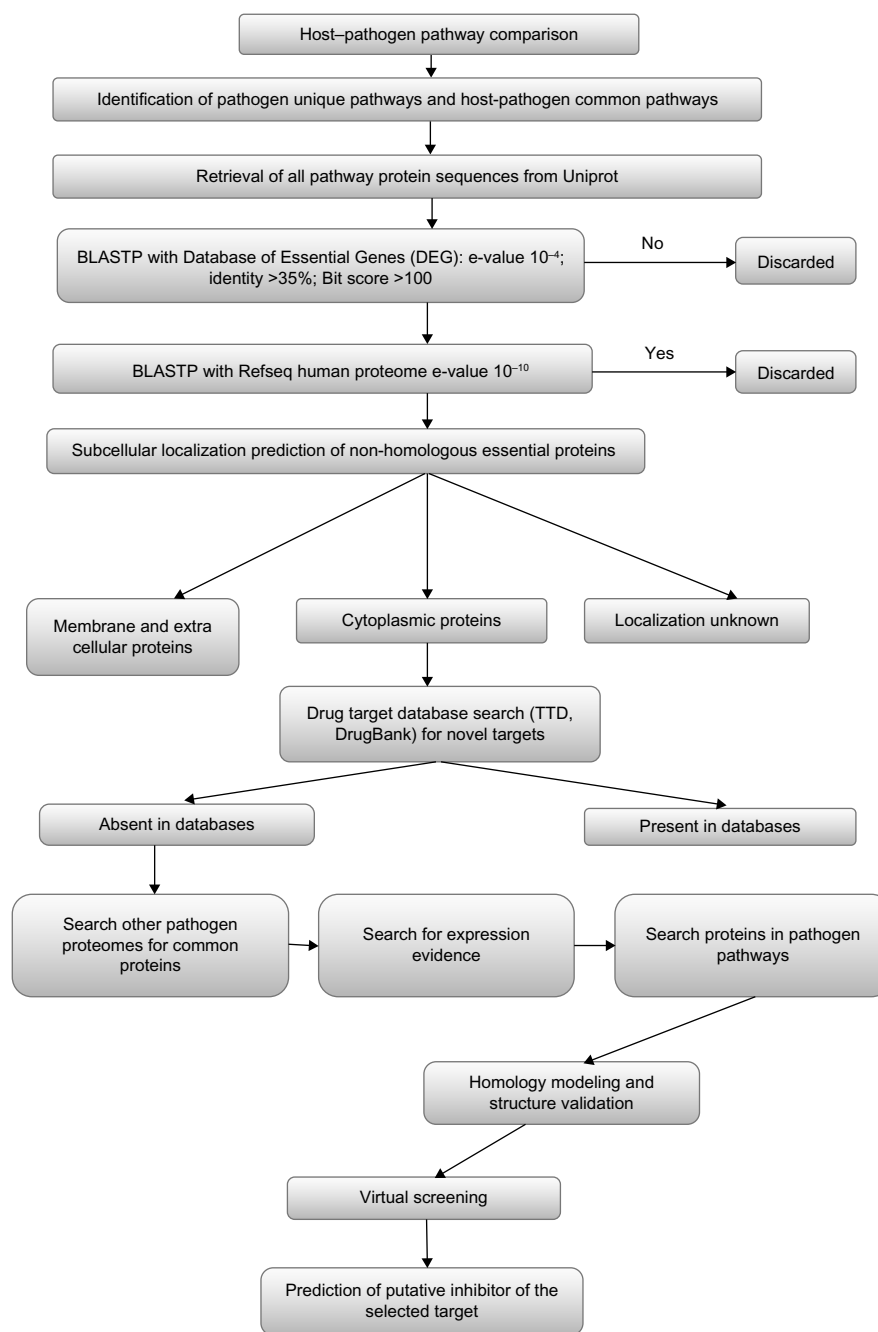 Host–pathogen pathway comparison
Identification of pathogen unique pathways and host-pathogen common pathways
Retrieval of all pathway protein sequences from Uniprot
BLASTP with Database of Essential Genes (DEG): e-value 10⁻⁴;
identity >35%; Bit score >100
No
Discarded
BLASTP with Refseq human proteome e-value 10⁻¹⁰
Yes
Discarded
Subcellular localization prediction of non-homologous essential proteins
Membrane and extra
cellular proteins
Cytoplasmic proteins
Localization unknown
Drug target database search (TTD,
DrugBank) for novel targets
Absent in databases
Present in databases
Search other pathogen
proteomes for common
proteins
Search for expression
evidence
Search proteins in pathogen
pathways
Homology modeling and
structure validation
Virtual screening
Prediction of putative inhibitor of the
selected target